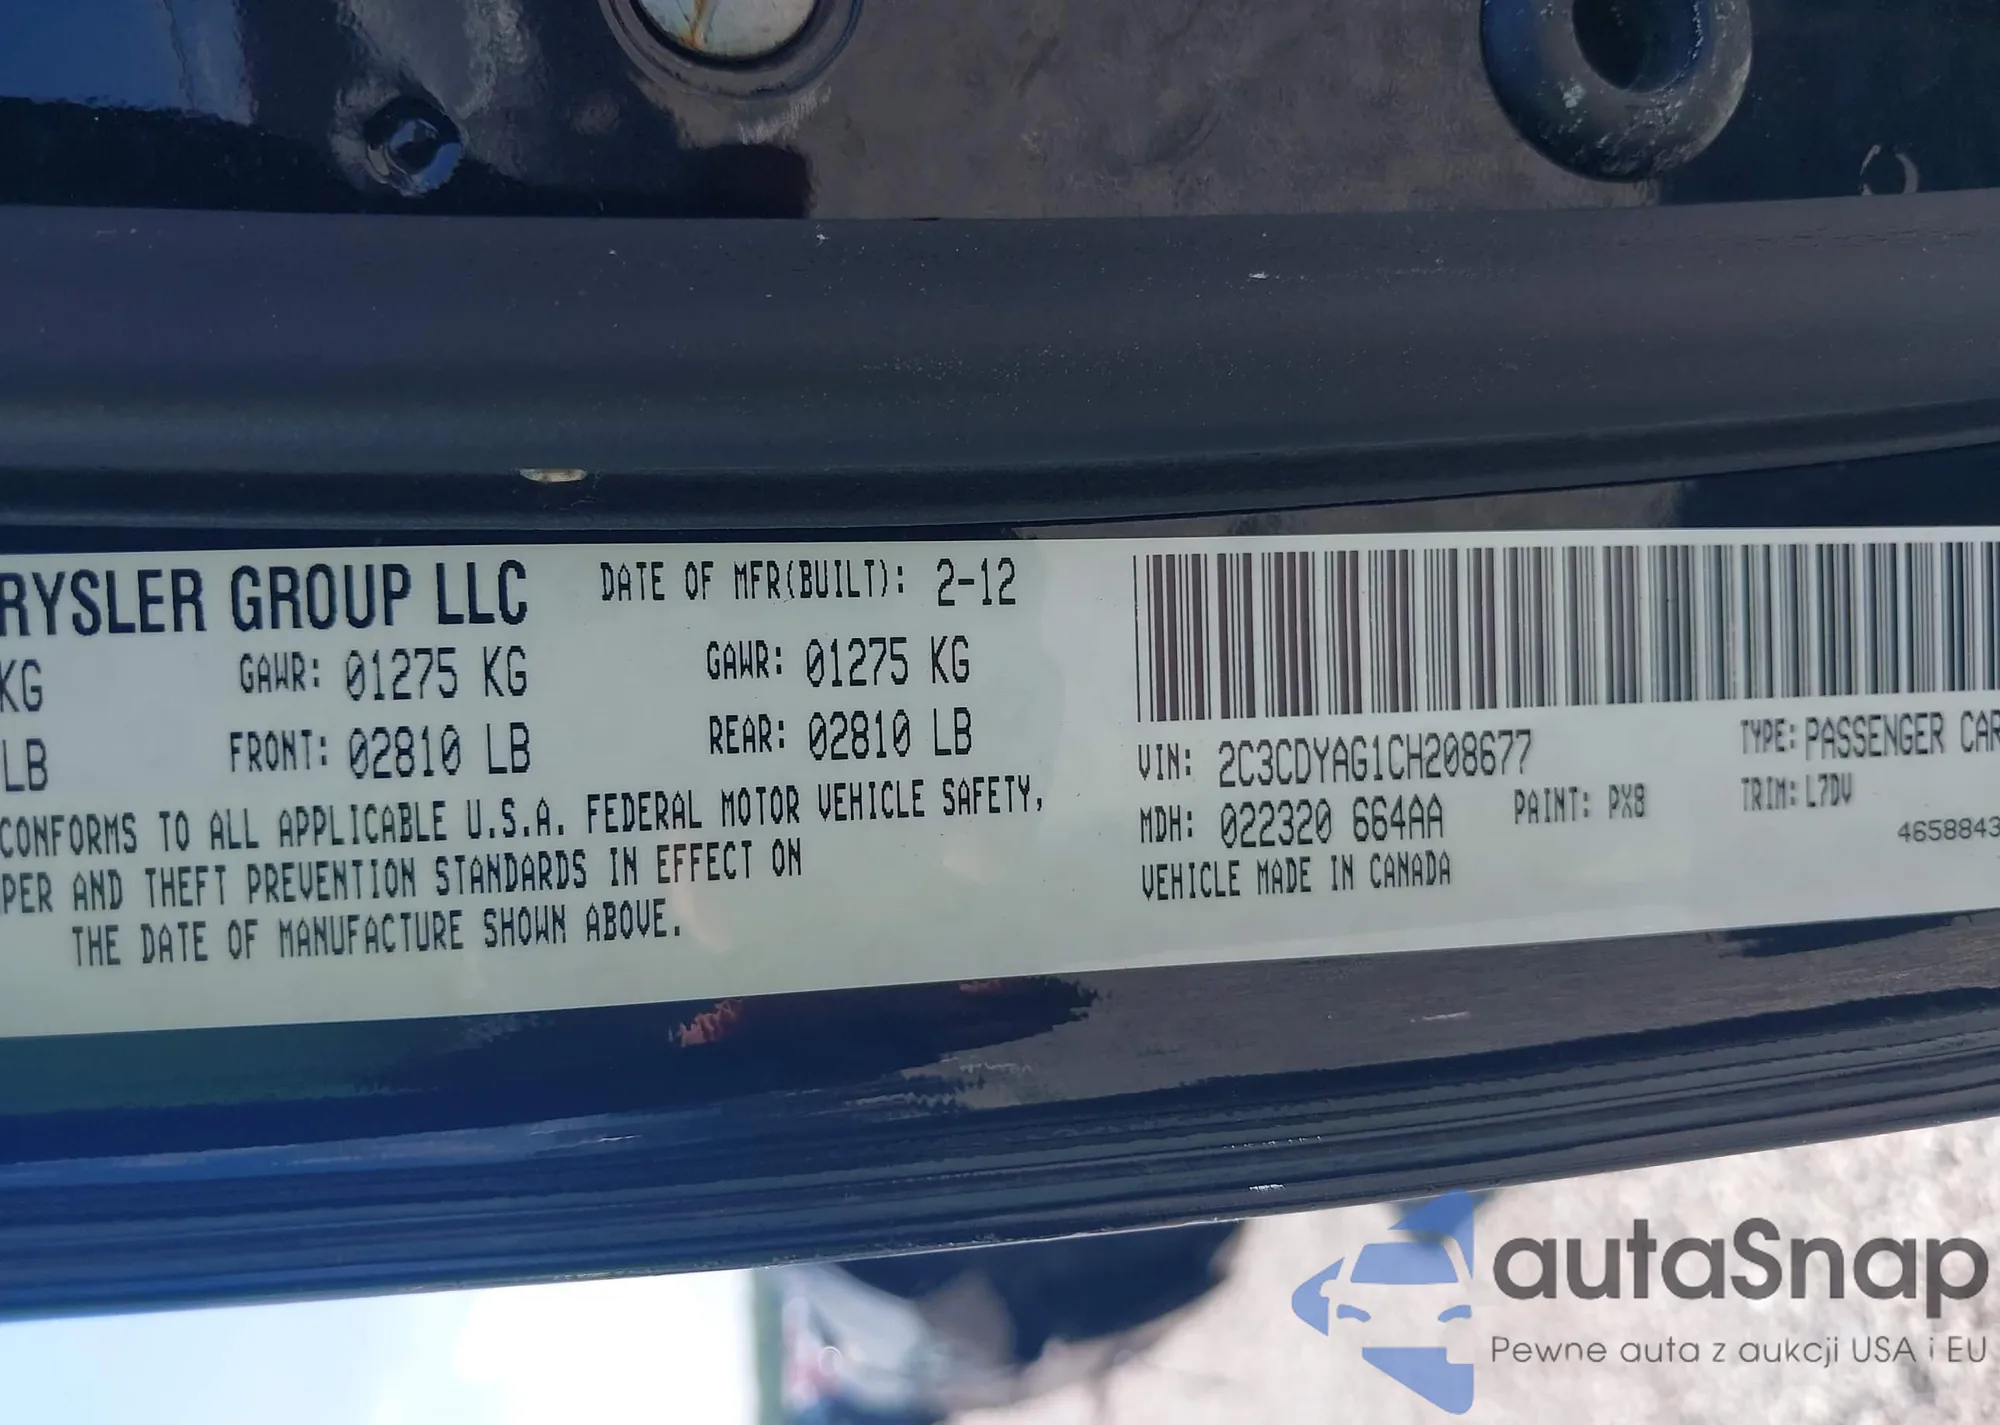 RYSLER GROUP LLC DATE OF MFR(BUILT): 2-12
KG GAWR: 01275 KG GAWR: 01275 KG
LB FRONT: 02810 LB REAR: 02810 LB
CONFORMS TO ALL APPLICABLE U.S.A. FEDERAL MOTOR VEHICLE SAFETY,
PER AND THEFT PREVENTION STANDARDS IN EFFECT ON
THE DATE OF MANUFACTURE SHOWN ABOVE.
VIN: 2C3CDYAG1CH208677 TYPE: PASSENGER CAR
MDH: 022320 664AA PAINT: PX8 TRIM: L7DV
VEHICLE MADE IN CANADA 4658843
autaSnap
Pewne auta z aukcji USA i EU